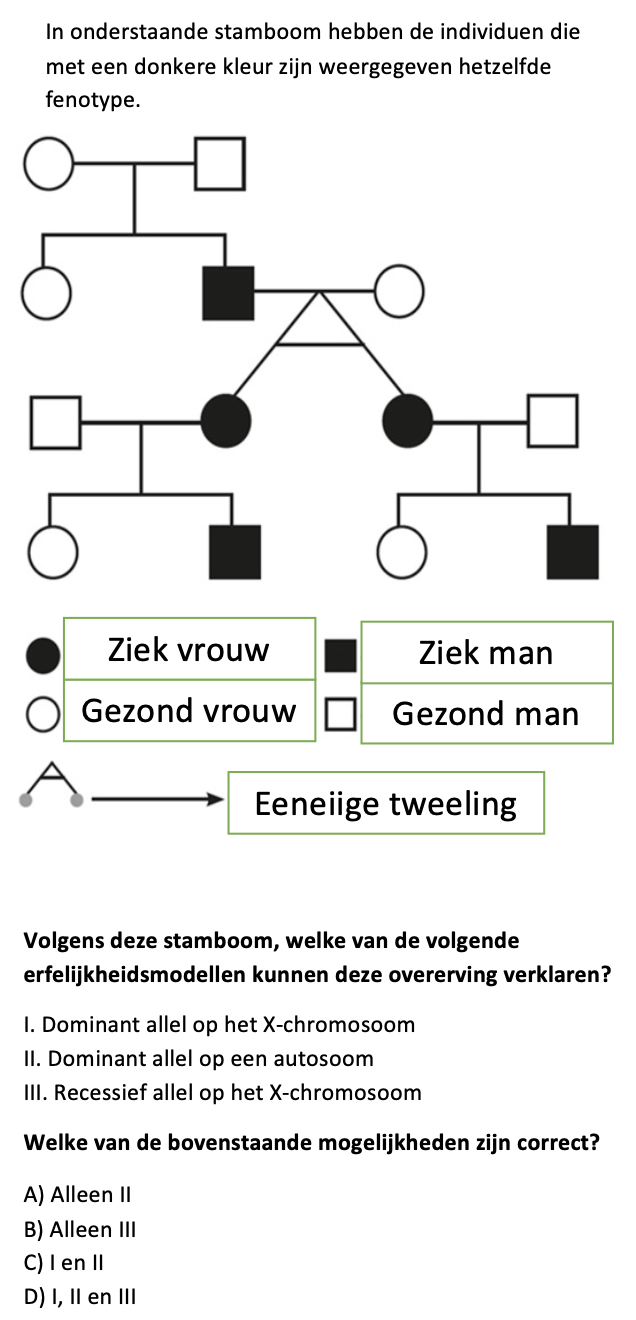 In onderstaande stamboom hebben de individuen die
met een donkere kleur zijn weergegeven hetzelfde
fenotype.
Ziek vrouw
Ziek man
Gezond vrouw
Gezond man
Eeneiige tweeling
Volgens deze stamboom, welke van de volgende
erfelijkheidsmodellen kunnen deze overerving verklaren?
I. Dominant allel op het X-chromosoom
II. Dominant allel op een autosoom
III. Recessief allel op het X-chromosoom
Welke van de bovenstaande mogelijkheden zijn correct?
A) Alleen II
B) Alleen III
C) I en II
D) I, II en III